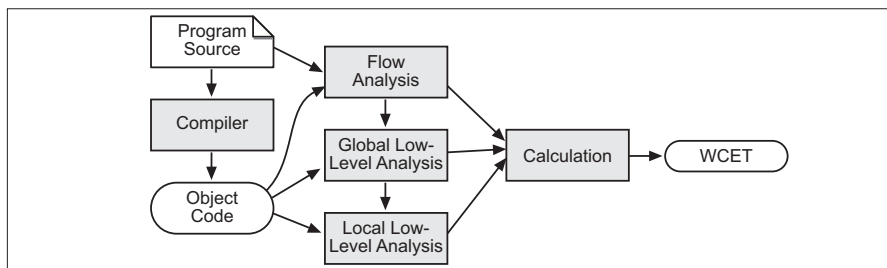 Program
Source
Flow
Analysis
Compiler
Global Low-
Level Analysis
Calculation
WCET
Object
Code
Local Low-
Level Analysis